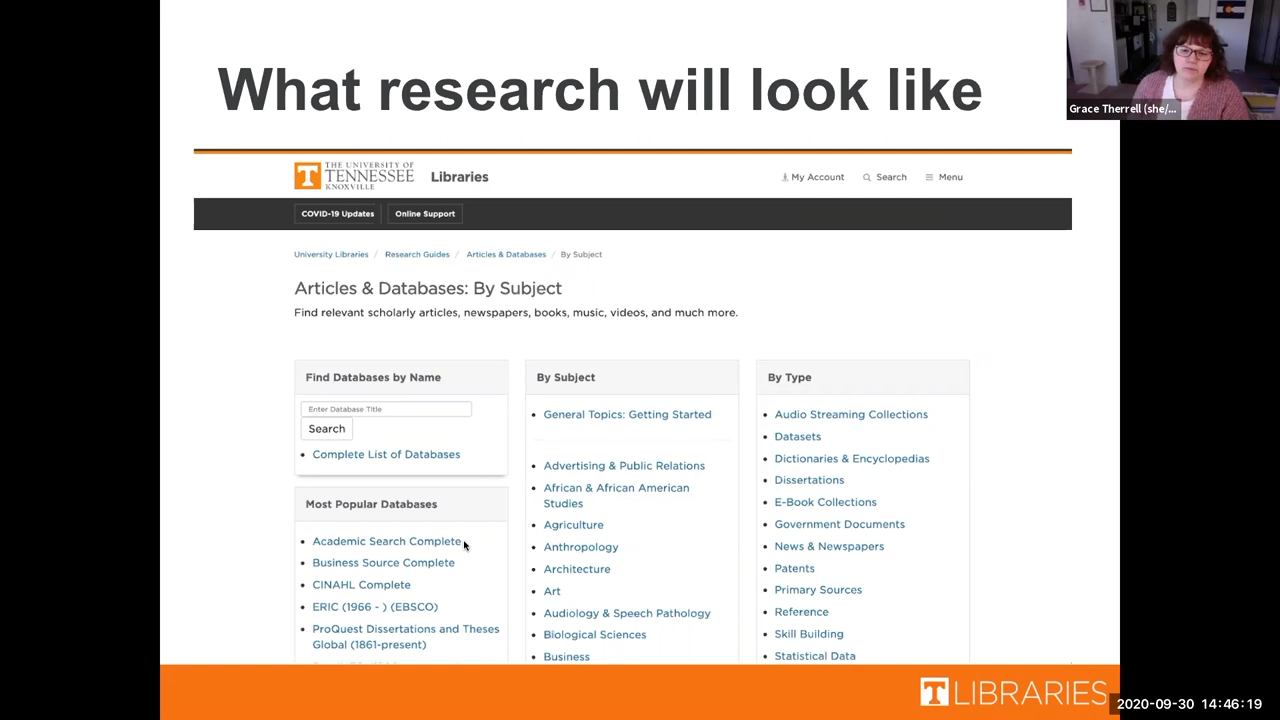 What research will look like
Grace Therrell (she/...
THE UNIVERSITY OF
TENNESSEE
KNOXVILLE
Libraries
My Account
Search
Menu
COVID-19 Updates
Online Support
University Libraries / Research Guides / Articles & Databases / By Subject
Articles & Databases: By Subject
Find relevant scholarly articles, newspapers, books, music, videos, and much more.
Find Databases by Name
Enter Database Title
Search
Complete List of Databases
Most Popular Databases
Academic Search Complete
Business Source Complete
CINAHL Complete
ERIC (1966 - ) (EBSCO)
ProQuest Dissertations and Theses
Global (1861-present)
By Subject
General Topics: Getting Started
Advertising & Public Relations
African & African American
Studies
Agriculture
Anthropology
Architecture
Art
Audiology & Speech Pathology
Biological Sciences
Business
By Type
Audio Streaming Collections
Datasets
Dictionaries & Encyclopedias
Dissertations
E-Book Collections
Government Documents
News & Newspapers
Patents
Primary Sources
Reference
Skill Building
Statistical Data
T LIBRARIES
2020-09-30 14:46:19